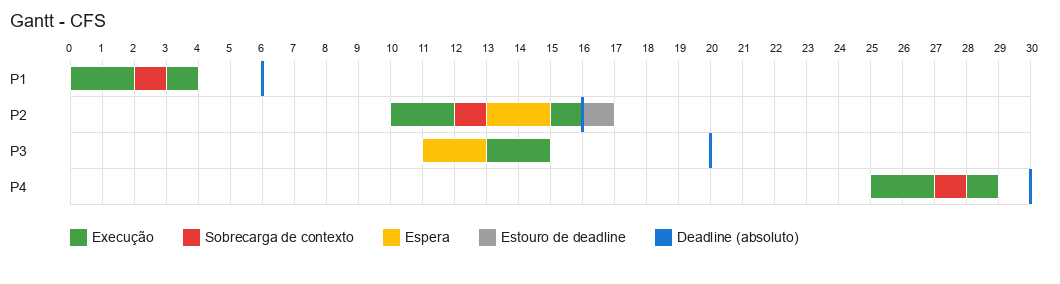 Gantt - CFS
0 1 2 3 4 5 6 7 8 9 10 11 12 13 14 15 16 17 18 19 20 21 22 23 24 25 26 27 28 29 30
P1
P2
P3
P4
Execução Sobrecarga de contexto Espera Estouro de deadline Deadline (absoluto)